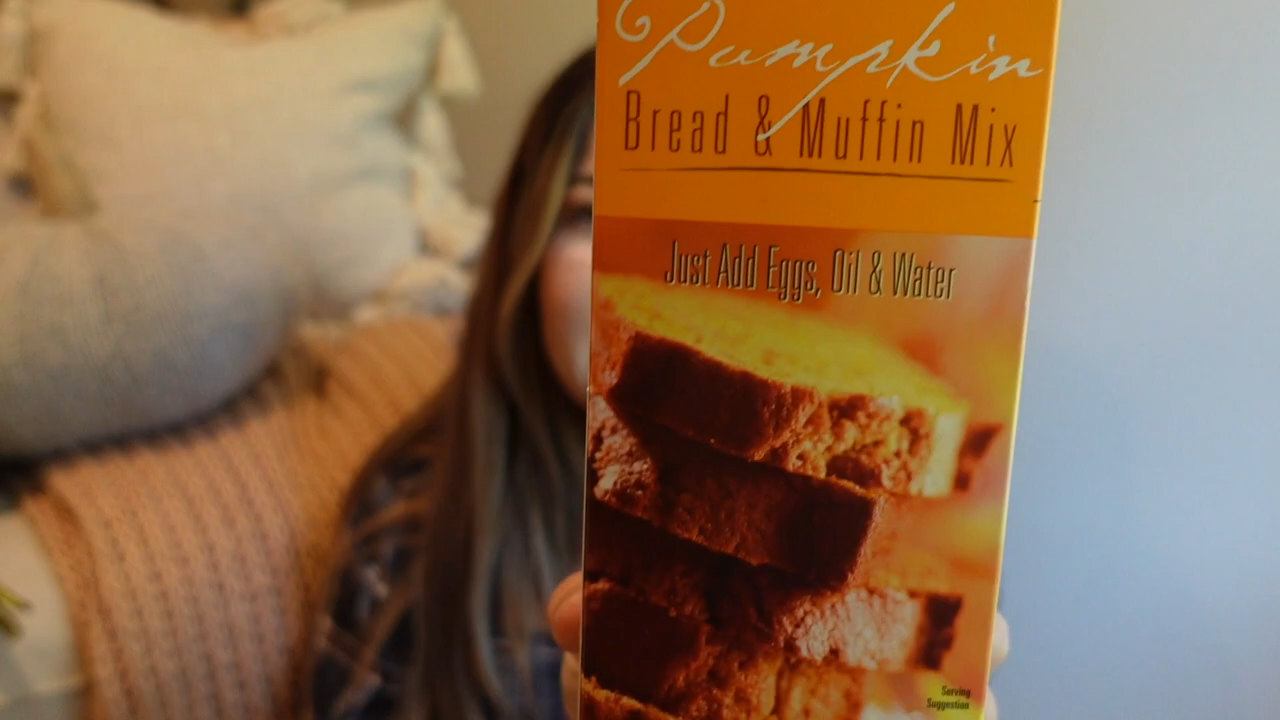 Pumpkin
Bread & Muffin Mix
Just Add Eggs, Oil & Water
Serving
Suggestion